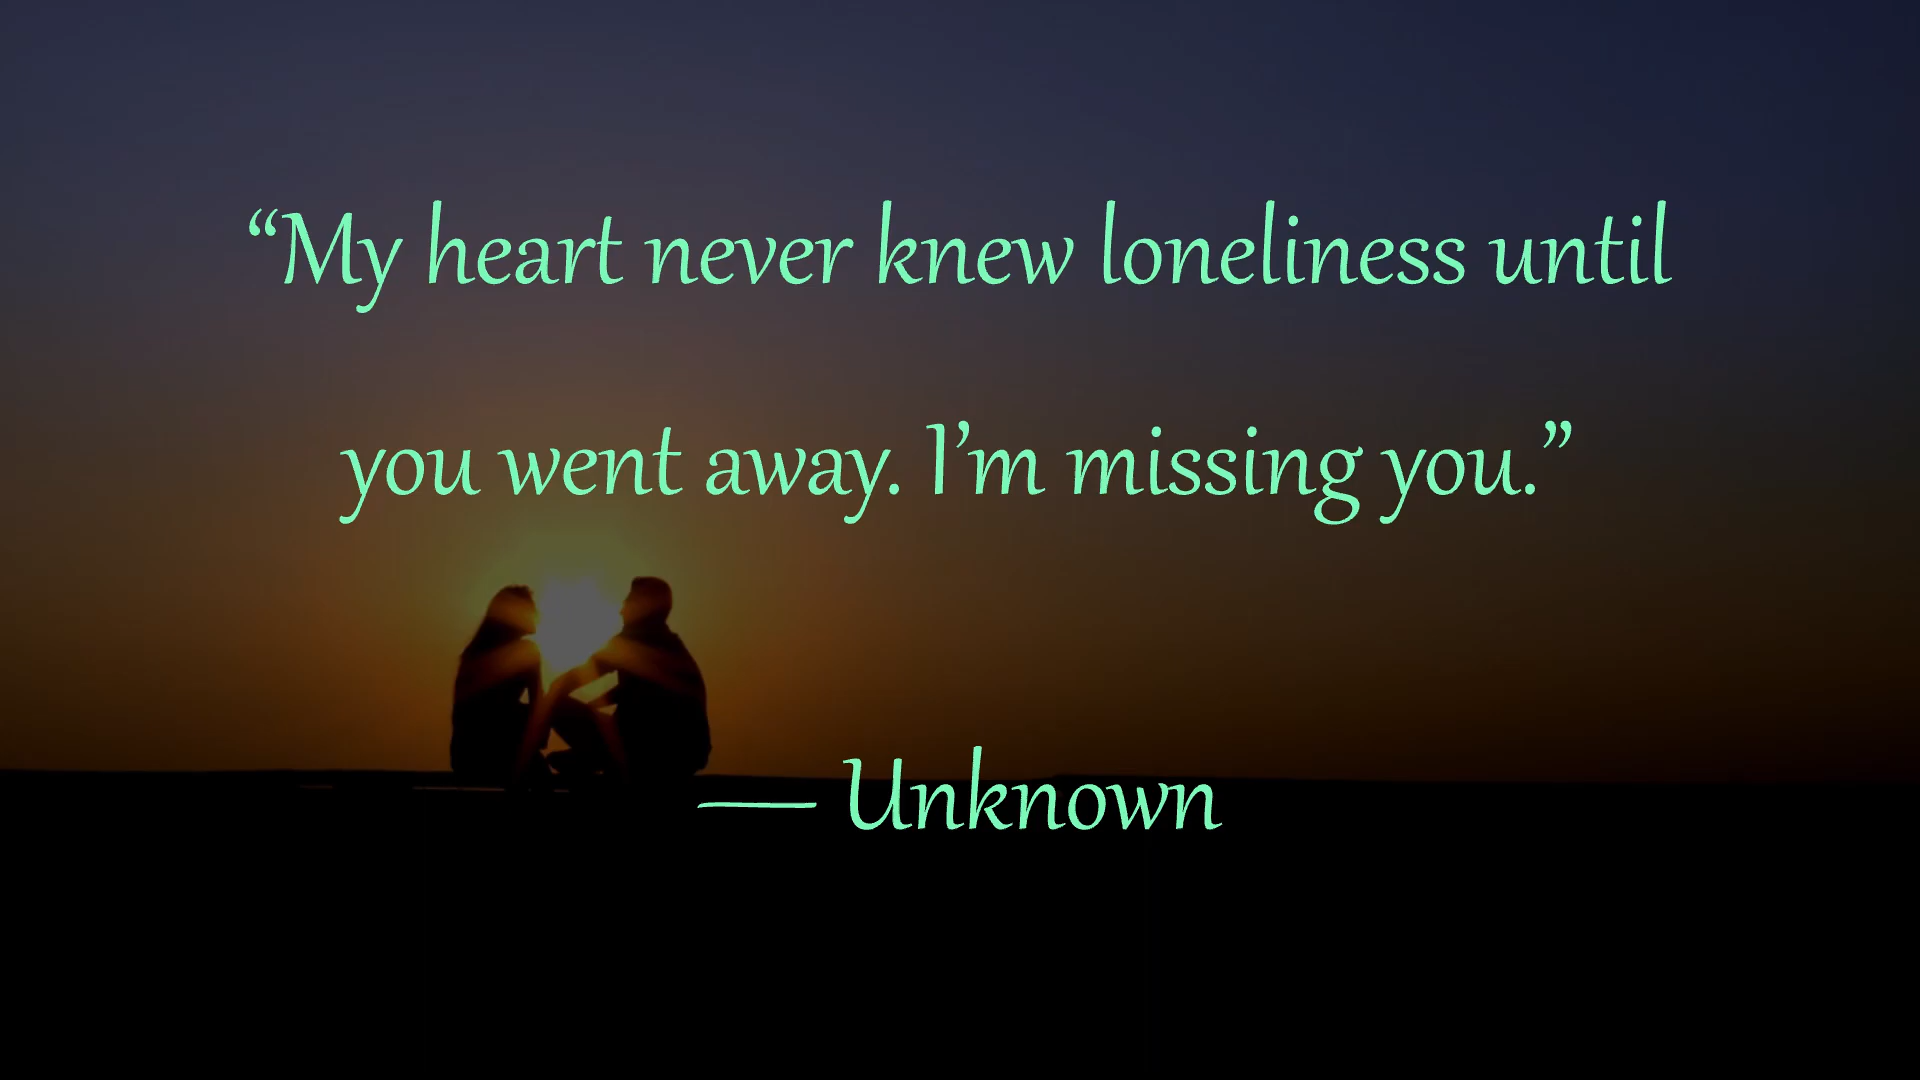 “My heart never knew loneliness until
you went away. I’m missing you.”
— Unknown